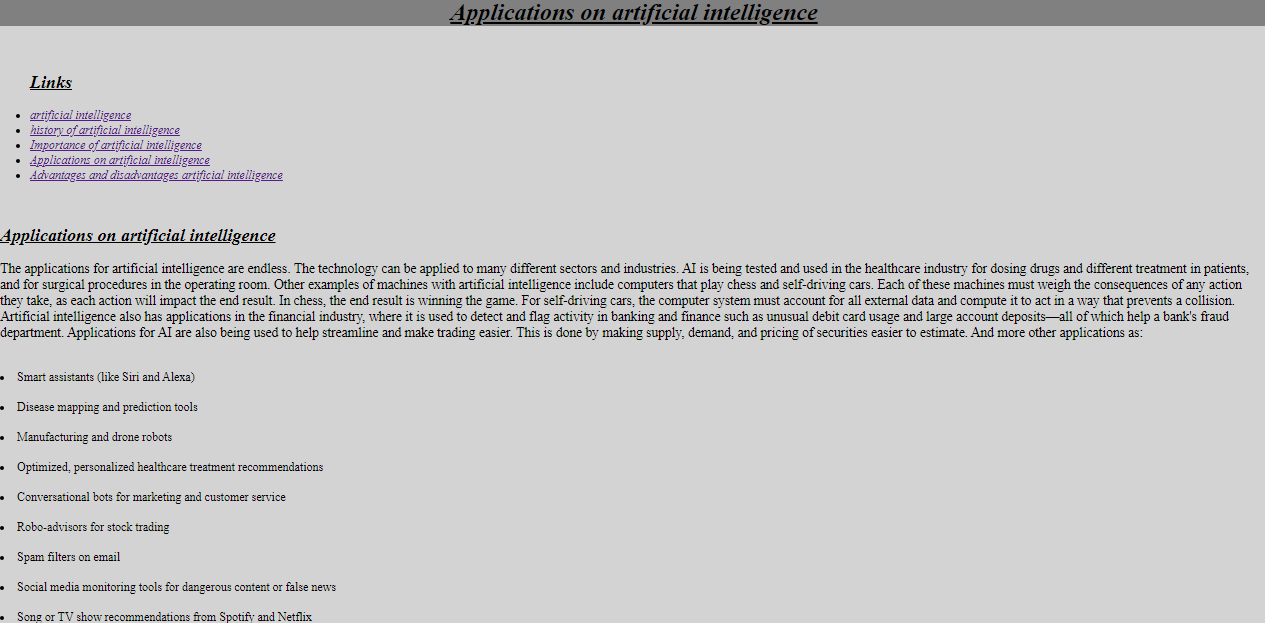 Applications on artificial intelligence
Links
artificial intelligence
history of artificial intelligence
Importance of artificial intelligence
Applications on artificial intelligence
Advantages and disadvantages artificial intelligence
Applications on artificial intelligence
The applications for artificial intelligence are endless. The technology can be applied to many different sectors and industries. AI is being tested and used in the healthcare industry for dosing drugs and different treatment in patients,
and for surgical procedures in the operating room. Other examples of machines with artificial intelligence include computers that play chess and self-driving cars. Each of these machines must weigh the consequences of any action
they take, as each action will impact the end result. In chess, the end result is winning the game. For self-driving cars, the computer system must account for all external data and compute it to act in a way that prevents a collision.
Artificial intelligence also has applications in the financial industry, where it is used to detect and flag activity in banking and finance such as unusual debit card usage and large account deposits—all of which help a bank's fraud
department. Applications for AI are also being used to help streamline and make trading easier. This is done by making supply, demand, and pricing of securities easier to estimate. And more other applications as:
Smart assistants (like Siri and Alexa)
Disease mapping and prediction tools
Manufacturing and drone robots
Optimized, personalized healthcare treatment recommendations
Conversational bots for marketing and customer service
Robo-advisors for stock trading
Spam filters on email
Social media monitoring tools for dangerous content or false news
Song or TV show recommendations from Spotify and Netflix